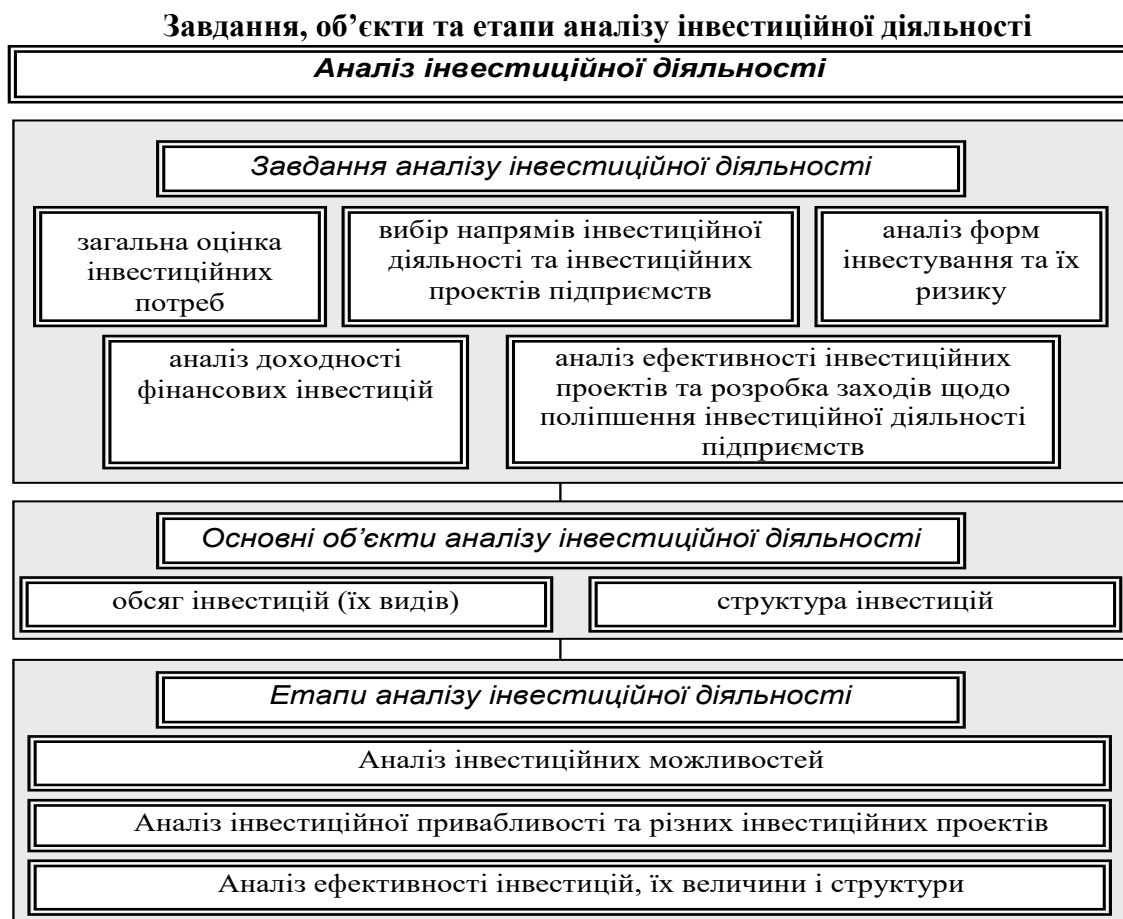 Завдання, об’єкти та етапи аналізу інвестиційної діяльності
Аналіз інвестиційної діяльності
Завдання аналізу інвестиційної діяльності
загальна оцінка
інвестиційних
потреб
вибір напрямів інвестиційної
діяльності та інвестиційних
проектів підприємств
аналіз форм
інвестування та їх
ризику
аналіз доходності
фінансових інвестицій
аналіз ефективності інвестиційних
проектів та розробка заходів щодо
поліпшення інвестиційної діяльності
підприємств
Основні об’єкти аналізу інвестиційної діяльності
обсяг інвестицій (їх видів)
структура інвестицій
Етапи аналізу інвестиційної діяльності
Аналіз інвестиційних можливостей
Аналіз інвестиційної привабливості та різних інвестиційних проектів
Аналіз ефективності інвестицій, їх величини і структури